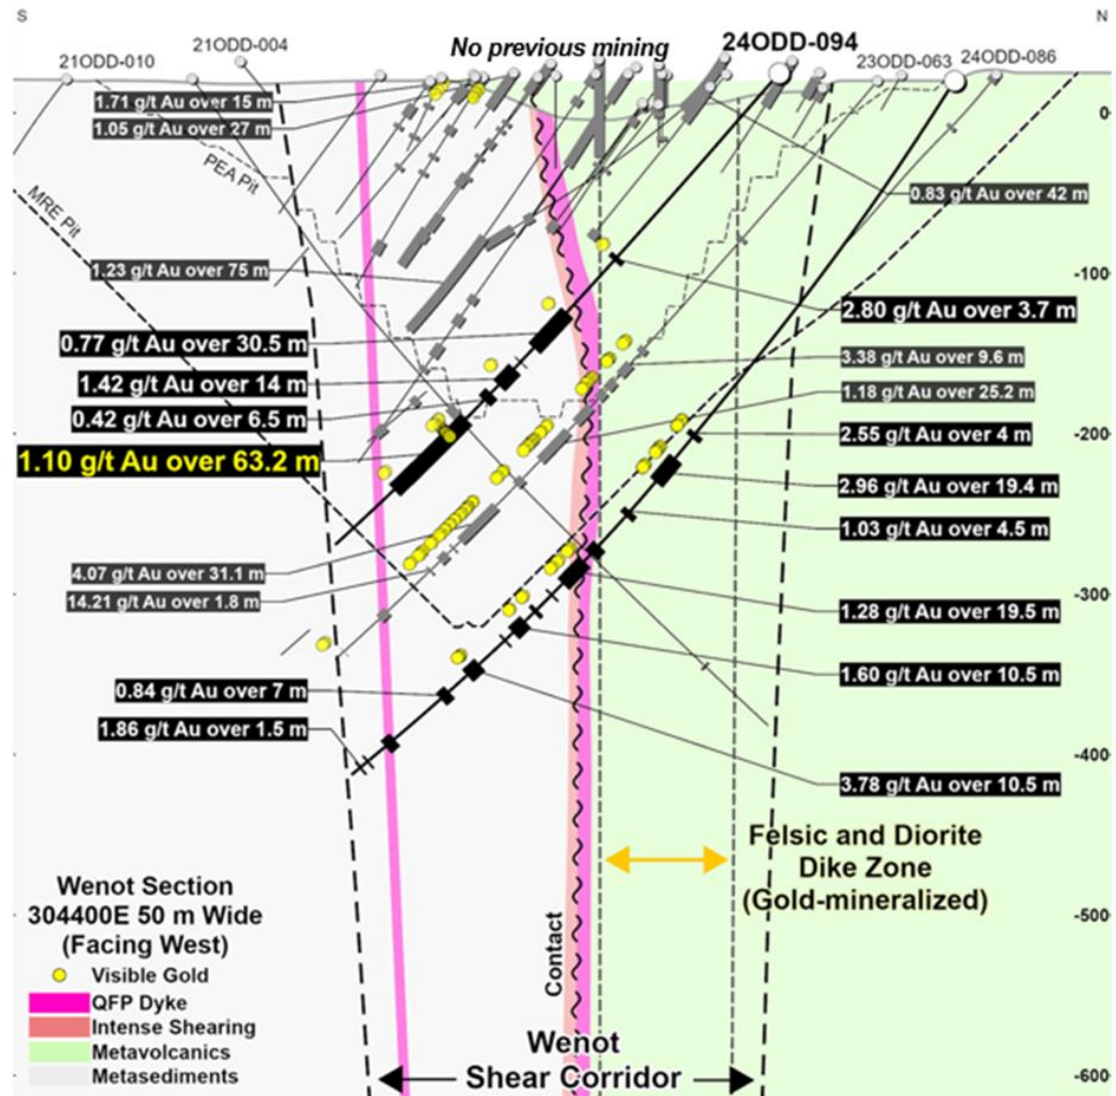 S
N
21ODD-010
21ODD-004
No previous mining
24ODD-094
23ODD-063
24ODD-086
1.71 g/t Au over 15 m
1.05 g/t Au over 27 m
0
PEA Pit
MRE Pit
0.83 g/t Au over 42 m
1.23 g/t Au over 75 m
-100
2.80 g/t Au over 3.7 m
0.77 g/t Au over 30.5 m
3.38 g/t Au over 9.6 m
1.42 g/t Au over 14 m
1.18 g/t Au over 25.2 m
0.42 g/t Au over 6.5 m
2.55 g/t Au over 4 m
-200
1.10 g/t Au over 63.2 m
2.96 g/t Au over 19.4 m
1.03 g/t Au over 4.5 m
4.07 g/t Au over 31.1 m
14.21 g/t Au over 1.8 m
-300
1.28 g/t Au over 19.5 m
1.60 g/t Au over 10.5 m
0.84 g/t Au over 7 m
1.86 g/t Au over 1.5 m
-400
3.78 g/t Au over 10.5 m
Felsic and Diorite
Dike Zone
(Gold-mineralized)
Wenot Section
304400E 50 m Wide
(Facing West)
Visible Gold
QFP Dyke
Intense Shearing
Metavolcanics
Metasediments
-500
Contact
Wenot
Shear Corridor
-600